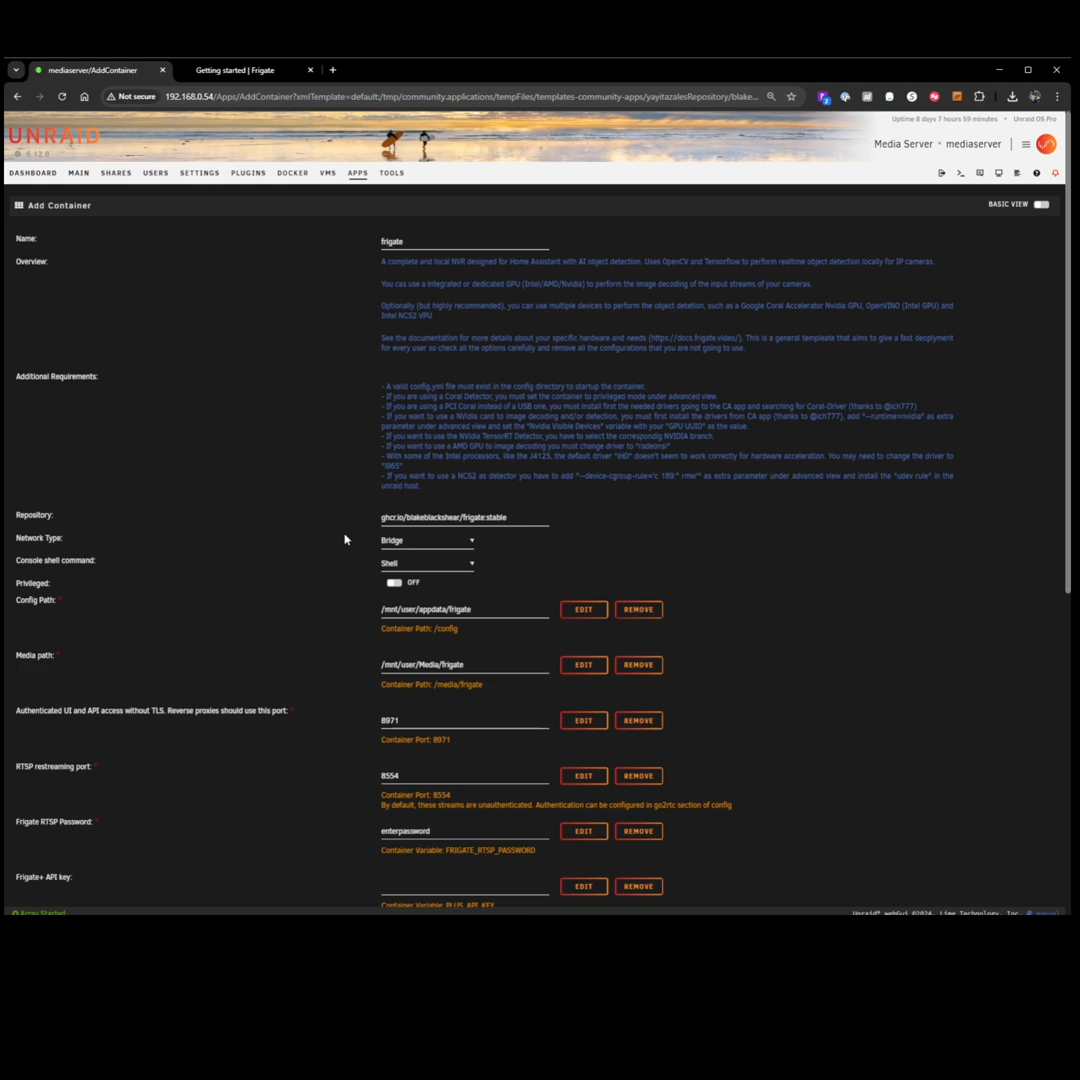 mediaserver/AddContainer
Getting started | Frigate
Not secure
192.168.0.54/Apps/AddContainer?xmlTemplate=default:/tmp/community.applications/tempFiles/templates-community-apps/yayitazalesRepository/blake...
UNRAID
6.12.8
Uptime 8 days 7 hours 59 minutes • Unraid OS Pro
Media Server • mediaserver
DASHBOARD MAIN SHARES USERS SETTINGS PLUGINS DOCKER VMS APPS TOOLS
Add Container
BASIC VIEW
Name:
frigate
Overview:
A complete and local NVR designed for Home Assistant with AI object detection. Uses OpenCV and Tensorflow to perform realtime object detection locally for IP cameras.
You cas use a integrated or dedicated GPU (Intel/AMD/Nvidia) to perform the image decoding of the input streams of your cameras.
Optionally (but highly recommended), you can use multiple devices to perform the object detetion, such as a Google Coral Accelerator Nvidia GPU, OpenVINO (Intel GPU) and
Intel NCS2 VPU
See the documentation for more details about your specific hardware and needs (https://docs.frigate.video/). This is a general templeate that aims to give a fast deoplyment
for every user so check all the options carefully and remove all the configurations that you are not going to use.
Additional Requirements:
- A valid config.yml file must exist in the config directory to startup the container.
- If you are using a Coral Detector, you must set the container to privileged mode under advanced view
- If you are using a PCI Coral instead of a USB one, you must install first the needed drivers going to the CA app and searching for Coral-Driver (thanks to @ich777)
- If you want to use a NVidia card to image decoding and/or detection, you must first install the drivers from CA app (thanks to @ich777), add "--runtime=nvidia" as extra
parameter under advanced view and set the "Nvidia Visible Devices" variable with your "GPU UUID" as the value.
- If you want to use the NVidia TensorRT Detector, you have to select the correspondig NVIDIA branch.
- If you want to use a AMD GPU to image decoding you must change driver to "radeonsi"
- With some of the Intel processors, like the J4125, the default driver "iHD" doesn't seem to work correctly for hardware acceleration. You may need to change the driver to
"i965"
- If you want to use a NCS2 as detector you have to add "--device-cgroup-rule='c 189:* rmw'" as extra parameter under advanced view and install the "udev rule" in the
unraid host.
Repository:
ghcr.io/blakeblackshear/frigate:stable
Network Type:
Bridge
Console shell command:
Shell
Privileged:
OFF
Config Path: *
/mnt/user/appdata/frigate
EDIT REMOVE
Container Path: /config
Media path: *
/mnt/user/Media/frigate
EDIT REMOVE
Container Path: /media/frigate
Authenticated UI and API access without TLS. Reverse proxies should use this port: *
8971
EDIT REMOVE
Container Port: 8971
RTSP restreaming port: *
8554
EDIT REMOVE
Container Port: 8554
By default, these streams are unauthenticated. Authentication can be configured in go2rtc section of config
Frigate RTSP Password: *
enterpassword
EDIT REMOVE
Container Variable: FRIGATE_RTSP_PASSWORD
Frigate+ API key:
EDIT REMOVE
Container Variable: PLUS_API_KEY
Array Started
Unraid® webGui ©2024, Lime Technology, Inc. manual